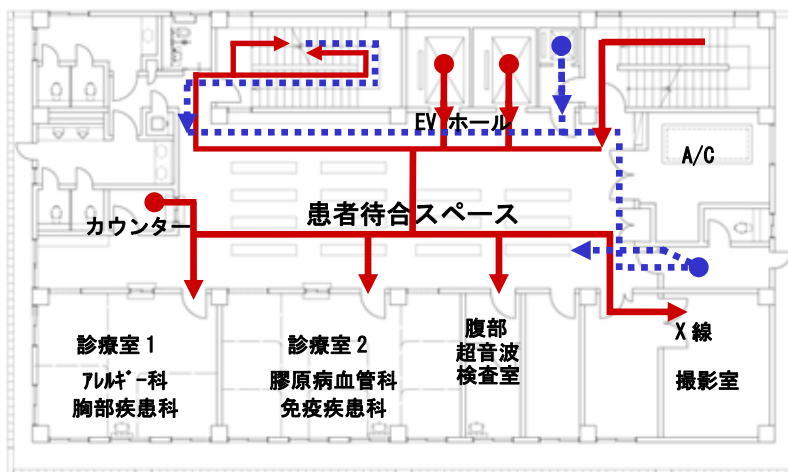 EV ホール
A/C
患者待合スペース
カウンター
X 線
撮影室
診療室 1
ｱﾚﾙｷﾞｰ科
胸部疾患科
診療室 2
膠原病血管科
免疫疾患科
腹部
超音波
検査室